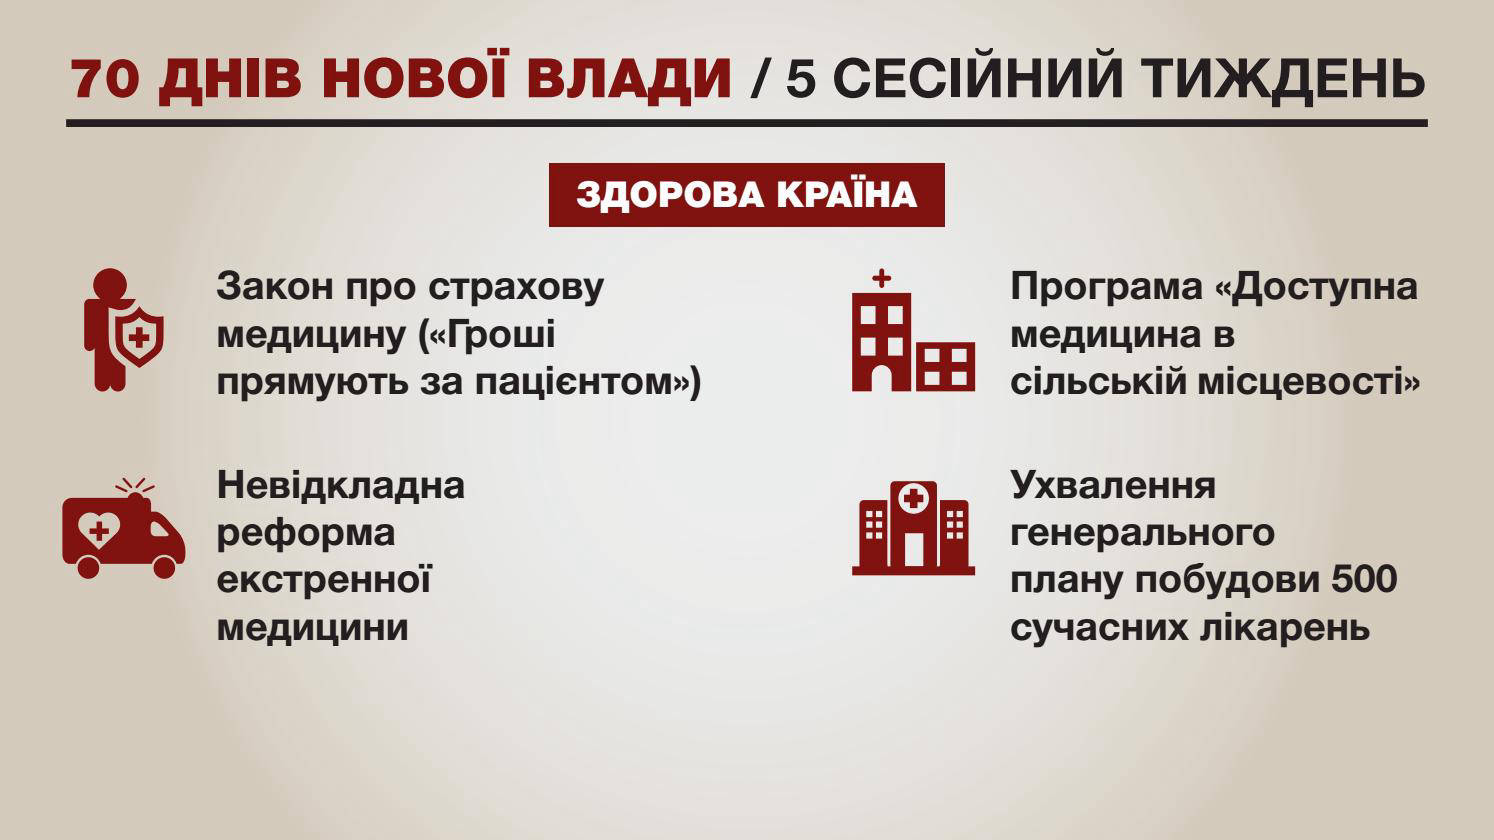 70 ДНІВ НОВОЇ ВЛАДИ / 5 СЕСІЙНИЙ ТИЖДЕНЬ
ЗДОРОВА КРАЇНА
Закон про страхову
медицину («Гроші
прямують за пацієнтом»)
Програма «Доступна
медицина в
сільській місцевості»
Невідкладна
реформа
екстренної
медицини
Ухвалення
генерального
плану побудови 500
сучасних лікарень